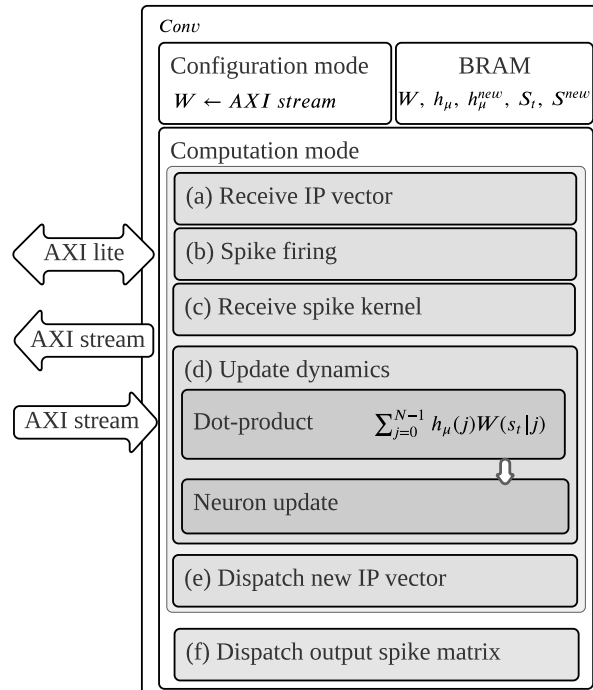 Conv
Configuration mode
W ← AXI stream
BRAM
W, h_μ, h_μ^{new}, S_t, S^{new}
Computation mode
(a) Receive IP vector
(b) Spike firing
(c) Receive spike kernel
(d) Update dynamics
Dot-product ∑_{j=0}^{N−1} h_μ(j)W(s_t|j)
Neuron update
(e) Dispatch new IP vector
(f) Dispatch output spike matrix
AXI lite
AXI stream
AXI stream